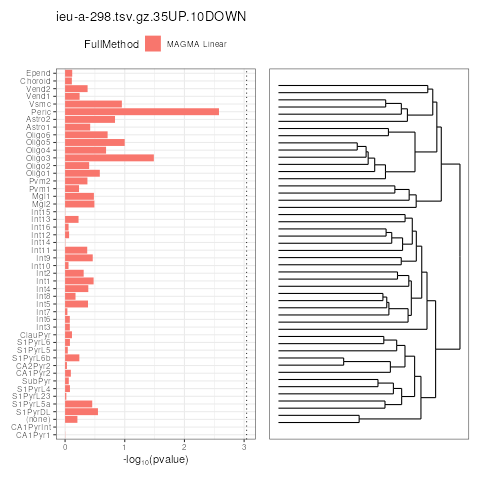 ieu-a-298.tsv.gz.35UP.10DOWN
FullMethod MAGMA Linear
Epend
Choroid
Vend2
Vend1
Vsmc
Peric
Astro2
Astro1
Oligo6
Oligo5
Oligo4
Oligo3
Oligo2
Oligo1
Pvm2
Pvm1
Mgl1
Mgl2
Int15
Int13
Int16
Int12
Int14
Int11
Int9
Int10
Int2
Int1
Int4
Int8
Int5
Int7
Int6
Int3
ClauPyr
S1PyrL6
S1PyrL5
S1PyrL6b
CA2Pyr2
CA1Pyr2
SubPyr
S1PyrL4
S1PyrL23
S1PyrL5a
S1PyrDL
(none)
CA1PyrInt
CA1Pyr1
0 1 2 3
-log10(pvalue)